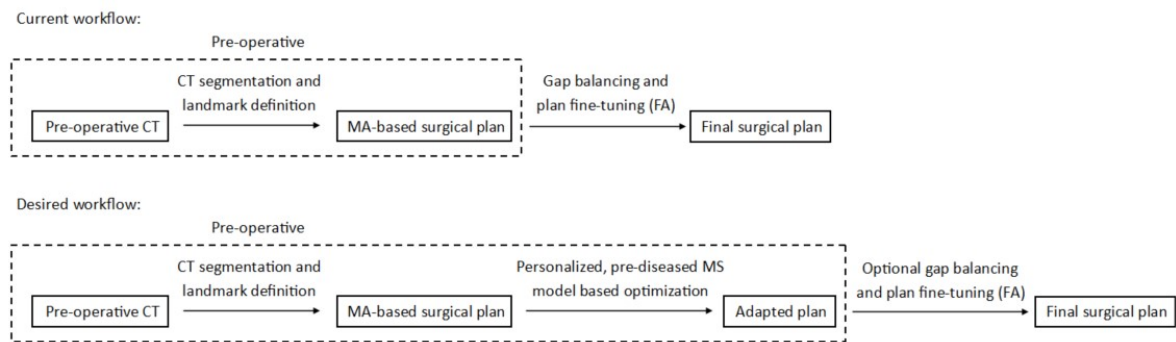 Current workflow:
Pre-operative
CT segmentation and
landmark definition
Gap balancing and
plan fine-tuning (FA)
Pre-operative CT
MA-based surgical plan
Final surgical plan
Desired workflow:
Pre-operative
CT segmentation and
landmark definition
Personalized, pre-diseased MS
model based optimization
Optional gap balancing
and plan fine-tuning (FA)
Pre-operative CT
MA-based surgical plan
Adapted plan
Final surgical plan